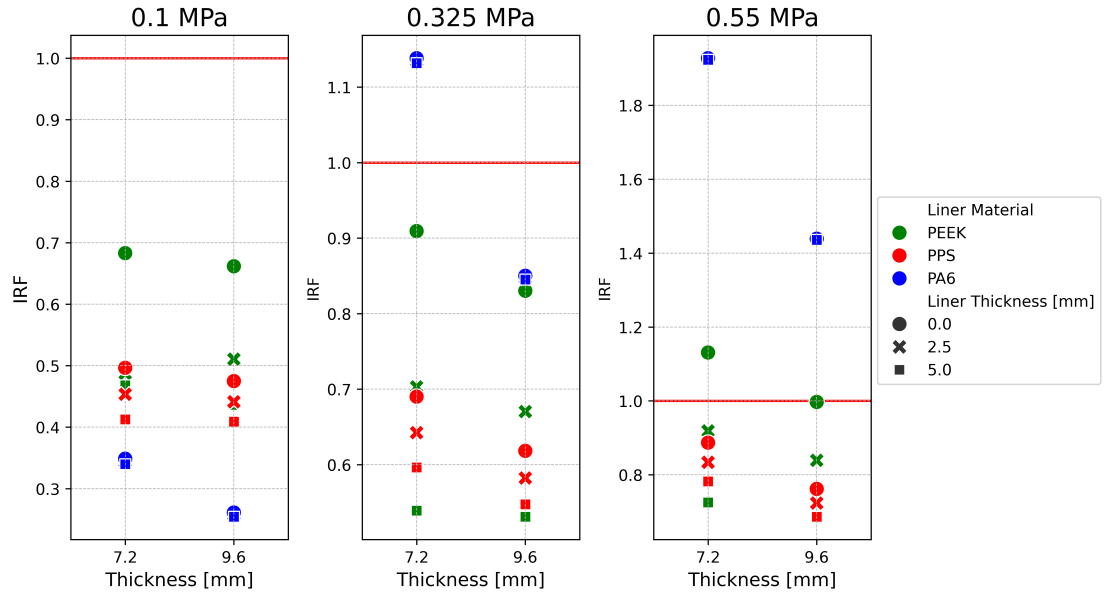 0.1 MPa
0.325 MPa
0.55 MPa
IRF
1.0
0.9
0.8
0.7
0.6
0.5
0.4
0.3
7.2
9.6
Thickness [mm]
IRF
1.1
1.0
0.9
0.8
0.7
0.6
7.2
9.6
Thickness [mm]
IRF
1.8
1.6
1.4
1.2
1.0
0.8
7.2
9.6
Thickness [mm]
Liner Material
PEEK
PPS
PA6
Liner Thickness [mm]
0.0
2.5
5.0